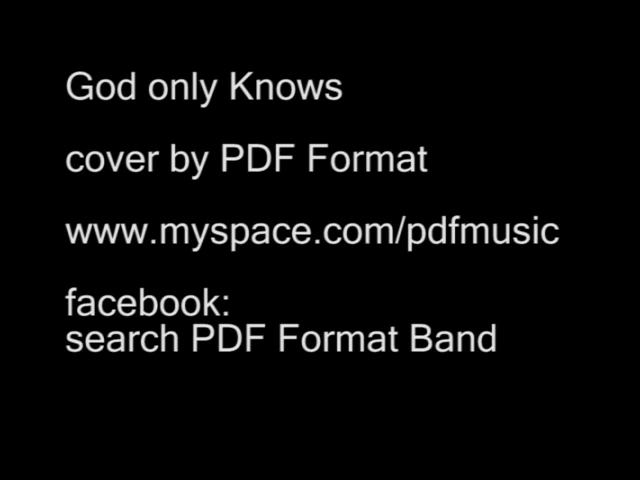 God only Knows
cover by PDF Format
www.myspace.com/pdfmusic
facebook:
search PDF Format Band